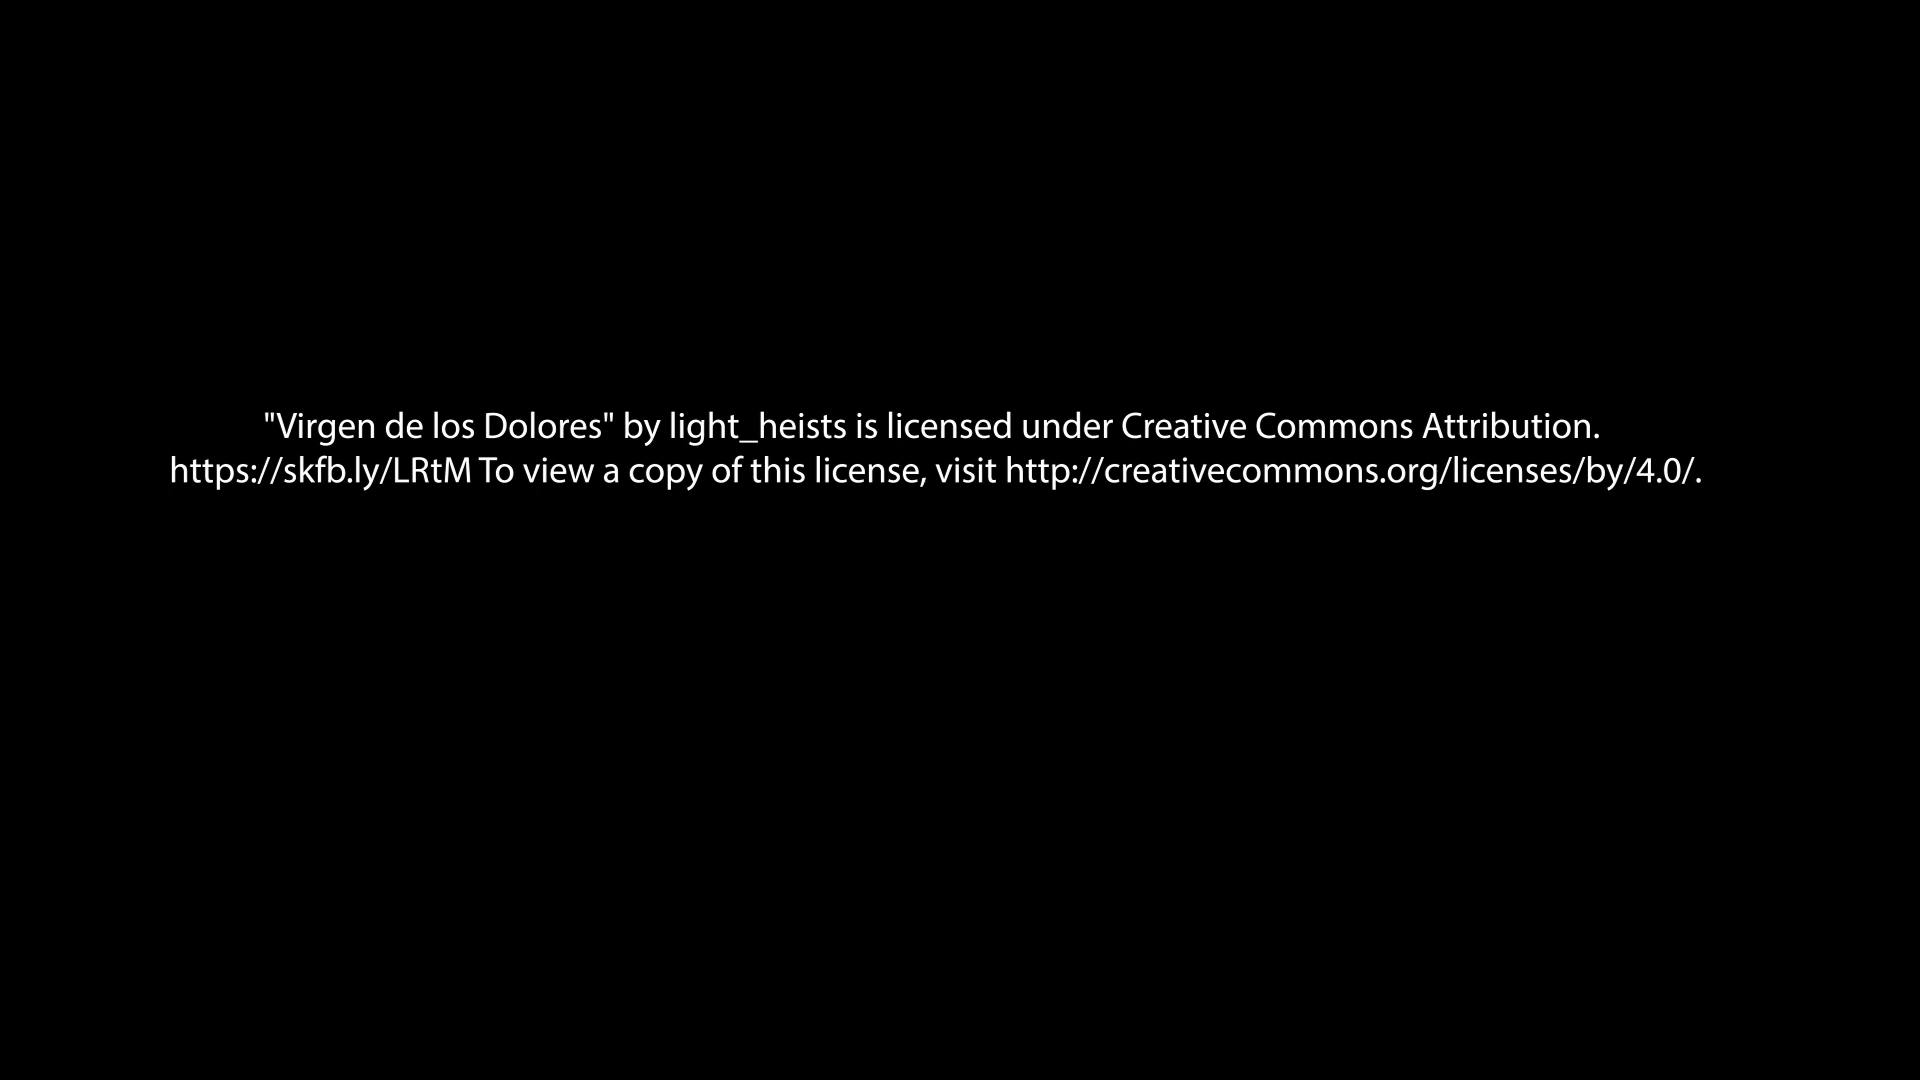 "Virgen de los Dolores" by light_heists is licensed under Creative Commons Attribution.
https://skfb.ly/LRtM To view a copy of this license, visit http://creativecommons.org/licenses/by/4.0/.